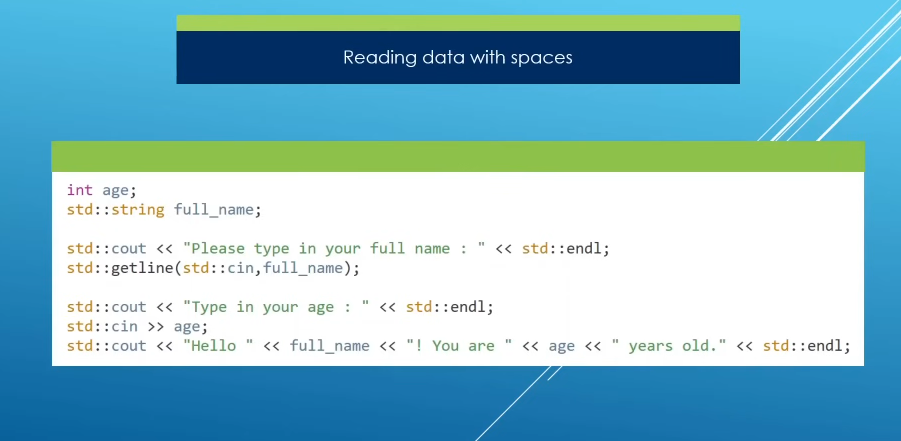 Reading data with spaces
int age;
std::string full_name;
std::cout << "Please type in your full name : " << std::endl;
std::getline(std::cin,full_name);
std::cout << "Type in your age : " << std::endl;
std::cin >> age;
std::cout << "Hello " << full_name << "! You are " << age << " years old." << std::endl;